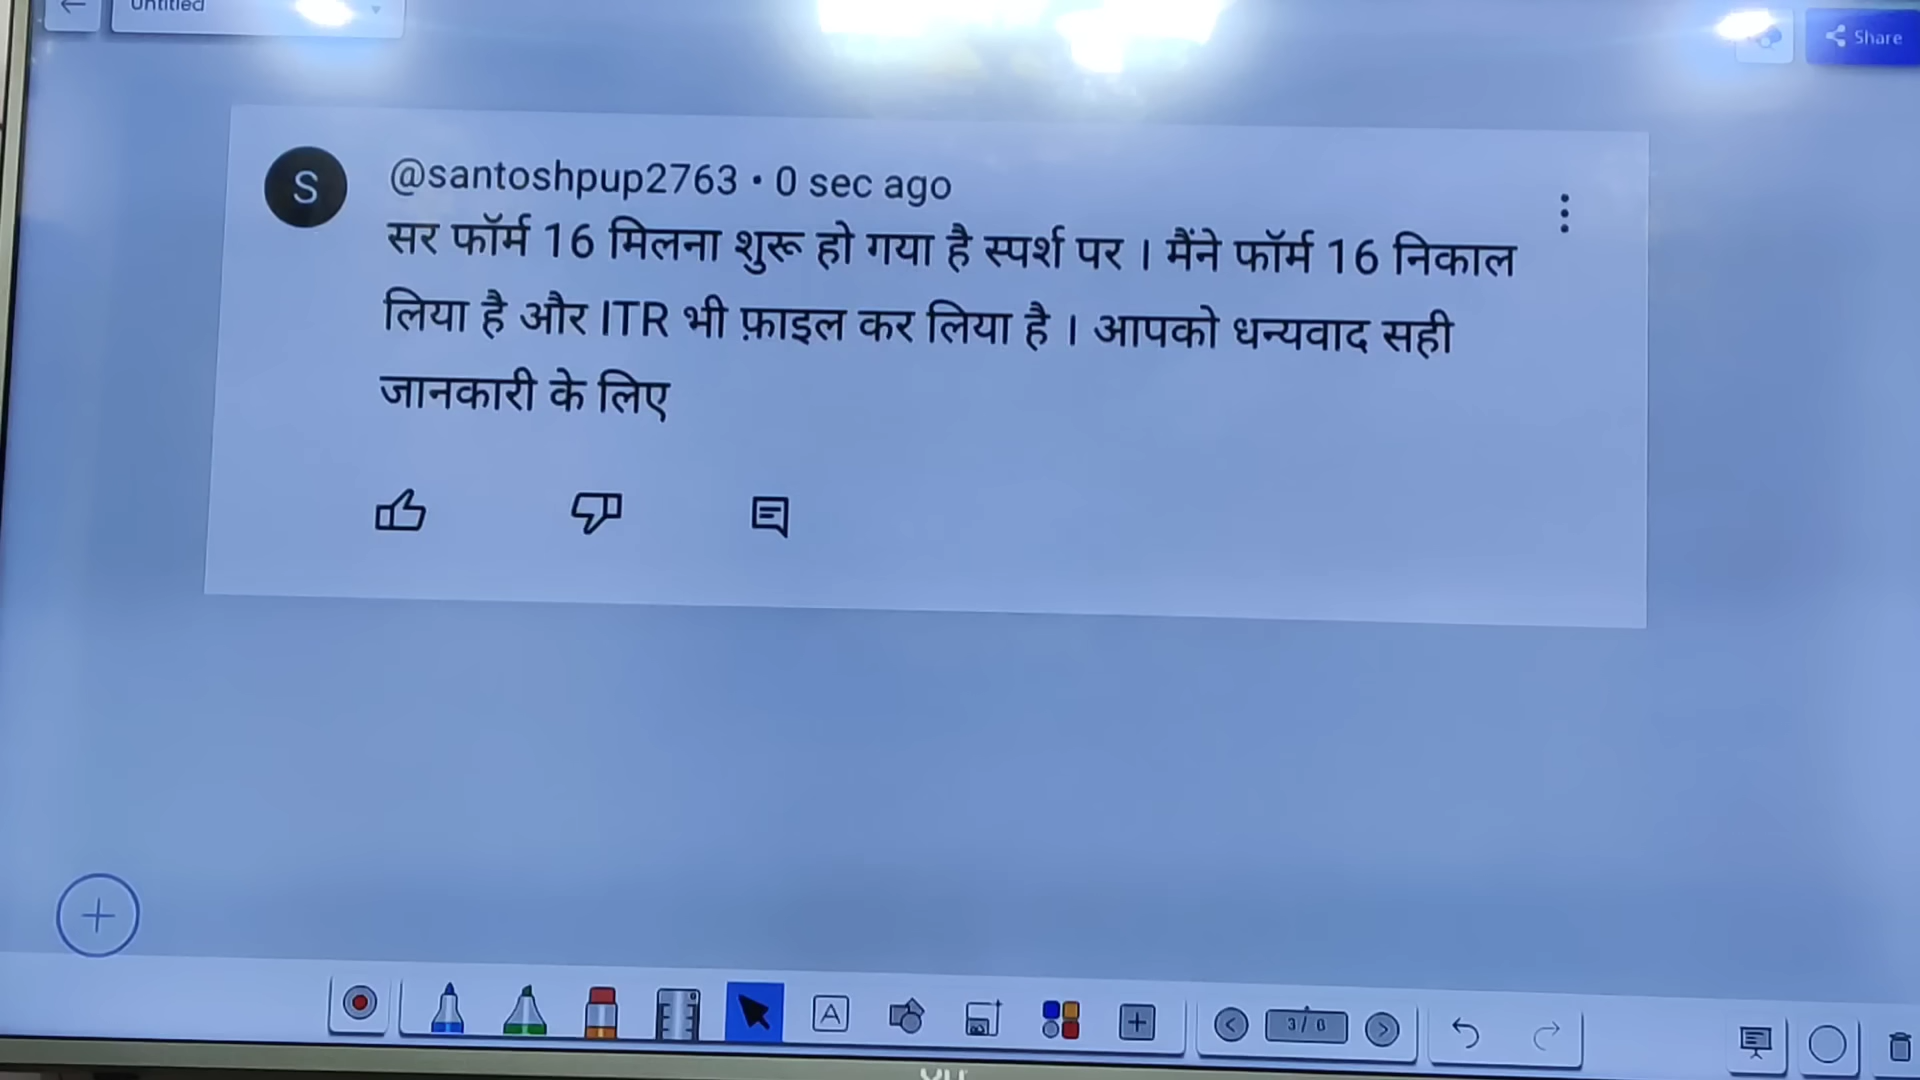 Untitled
Share
S
@santoshpup2763 • 0 sec ago
सर फॉर्म 16 मिलना शुरू हो गया है स्पर्श पर । मैंने फॉर्म 16 निकाल
लिया है और ITR भी फ़ाइल कर लिया है । आपको धन्यवाद सही
जानकारी के लिए
A